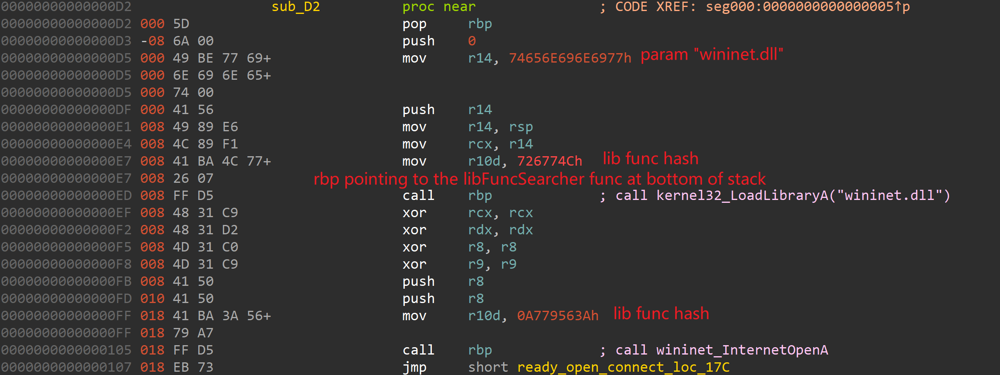 00000000000000D2 sub_D2 proc near ; CODE XREF: seg000:0000000000000005↑p
00000000000000D2 000 5D pop rbp
00000000000000D3 -08 6A 00 push 0
00000000000000D5 000 49 BE 77 69+ mov r14, 74656E696E6977h param "wininet.dll"
00000000000000D5 000 6E 69 6E 65+
00000000000000D5 000 74 00
00000000000000DF 000 41 56 push r14
00000000000000E1 008 49 89 E6 mov r14, rsp
00000000000000E4 008 4C 89 F1 mov rcx, r14
00000000000000E7 008 41 BA 4C 77+ mov r10d, 726774Ch lib func hash
00000000000000E7 008 26 07 rbp pointing to the libFuncSearcher func at bottom of stack
00000000000000ED 008 FF D5 call rbp ; call kernel32_LoadLibraryA("wininet.dll")
00000000000000EF 008 48 31 C9 xor rcx, rcx
00000000000000F2 008 48 31 D2 xor rdx, rdx
00000000000000F5 008 4D 31 C0 xor r8, r8
00000000000000F8 008 4D 31 C9 xor r9, r9
00000000000000FB 008 41 50 push r8
00000000000000FD 010 41 50 push r8
00000000000000FF 018 41 BA 3A 56+ mov r10d, 0A779563Ah lib func hash
00000000000000FF 018 79 A7
0000000000000105 018 FF D5 call rbp ; call wininet_InternetOpenA
0000000000000107 018 EB 73 jmp short ready_open_connect_loc_17C